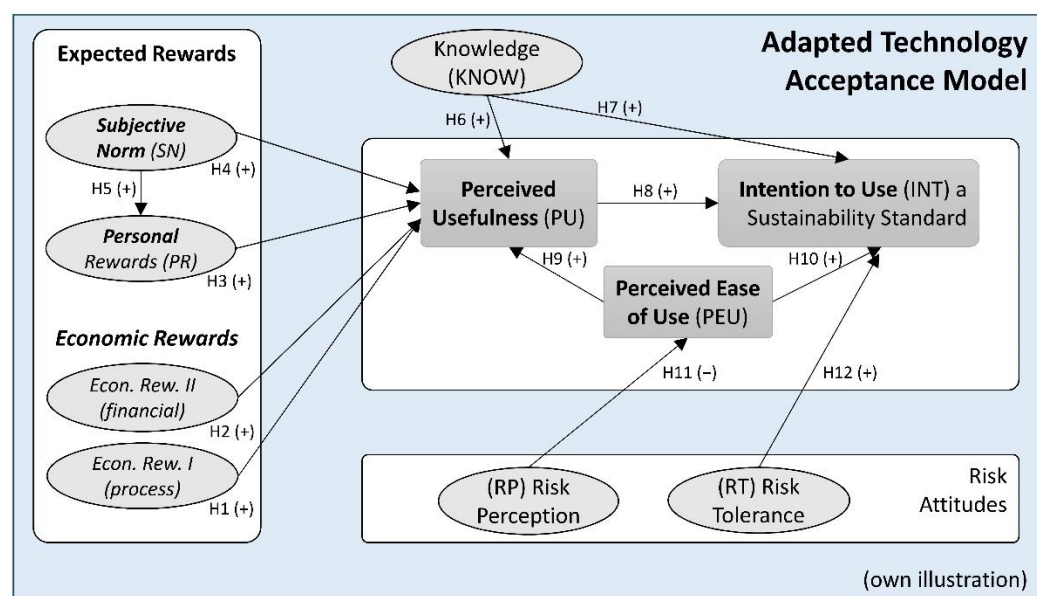 Adapted Technology
Acceptance Model
Expected Rewards
Subjective
Norm (SN)
H4 (+)
H5 (+)
Personal
Rewards (PR)
H3 (+)
Economic Rewards
Econ. Rew. II
(financial)
H2 (+)
Econ. Rew. I
(process)
H1 (+)
Knowledge
(KNOW)
H6 (+)
H7 (+)
Perceived
Usefulness (PU)
H8 (+)
Intention to Use (INT) a
Sustainability Standard
H9 (+)
H10 (+)
Perceived Ease
of Use (PEU)
H11 (−)
H12 (+)
(RP) Risk
Perception
(RT) Risk
Tolerance
Risk
Attitudes
(own illustration)